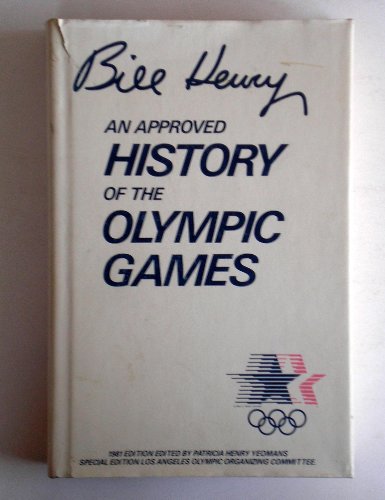 Bill Henry
AN APPROVED
HISTORY
OF THE
OLYMPIC
GAMES
1981 EDITION EDITED BY PATRICIA HENRY YEOMANS
SPECIAL EDITION LOS ANGELES OLYMPIC ORGANIZING COMMITTEE